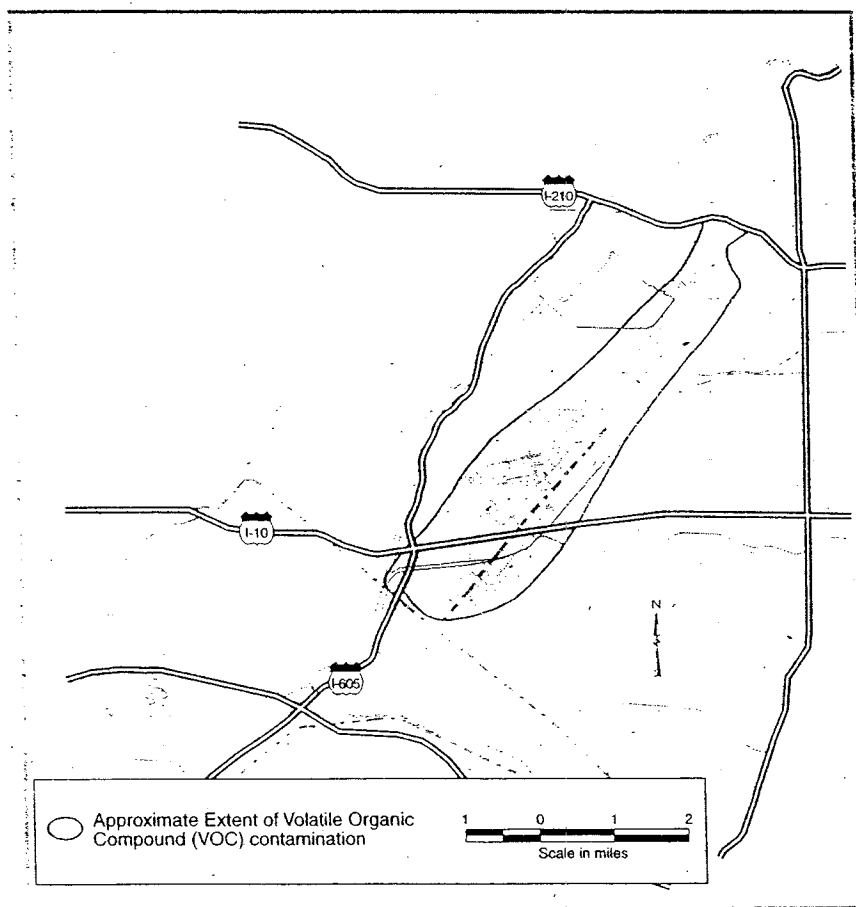 I-210
I-10
N
I-605
Approximate Extent of Volatile Organic
Compound (VOC) contamination
1 0 1 2
Scale in miles